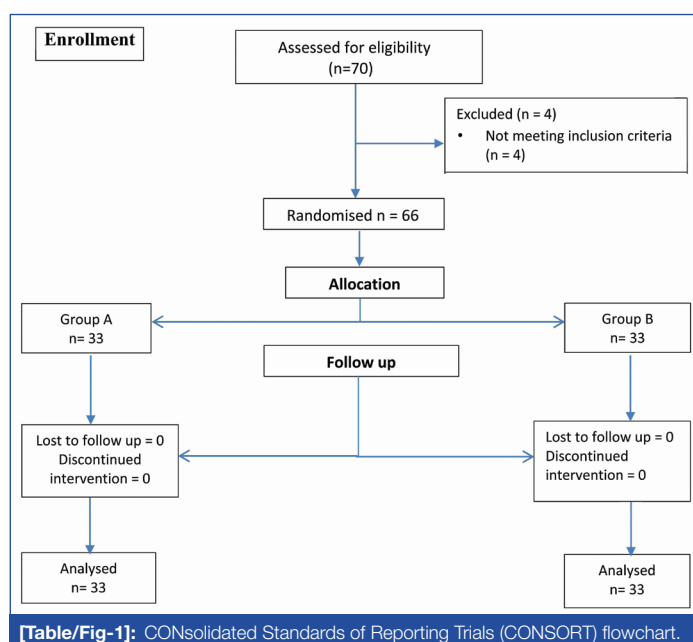 Enrollment
Assessed for eligibility
(n=70)
Excluded (n = 4)
• Not meeting inclusion criteria
(n = 4)
Randomised n = 66
Allocation
Group A
n= 33
Group B
n= 33
Follow up
Lost to follow up = 0
Discontinued
intervention = 0
Lost to follow up = 0
Discontinued
intervention = 0
Analysed
n= 33
Analysed
n= 33
[Table/Fig-1]: CONsolidated Standards of Reporting Trials (CONSORT) flowchart.